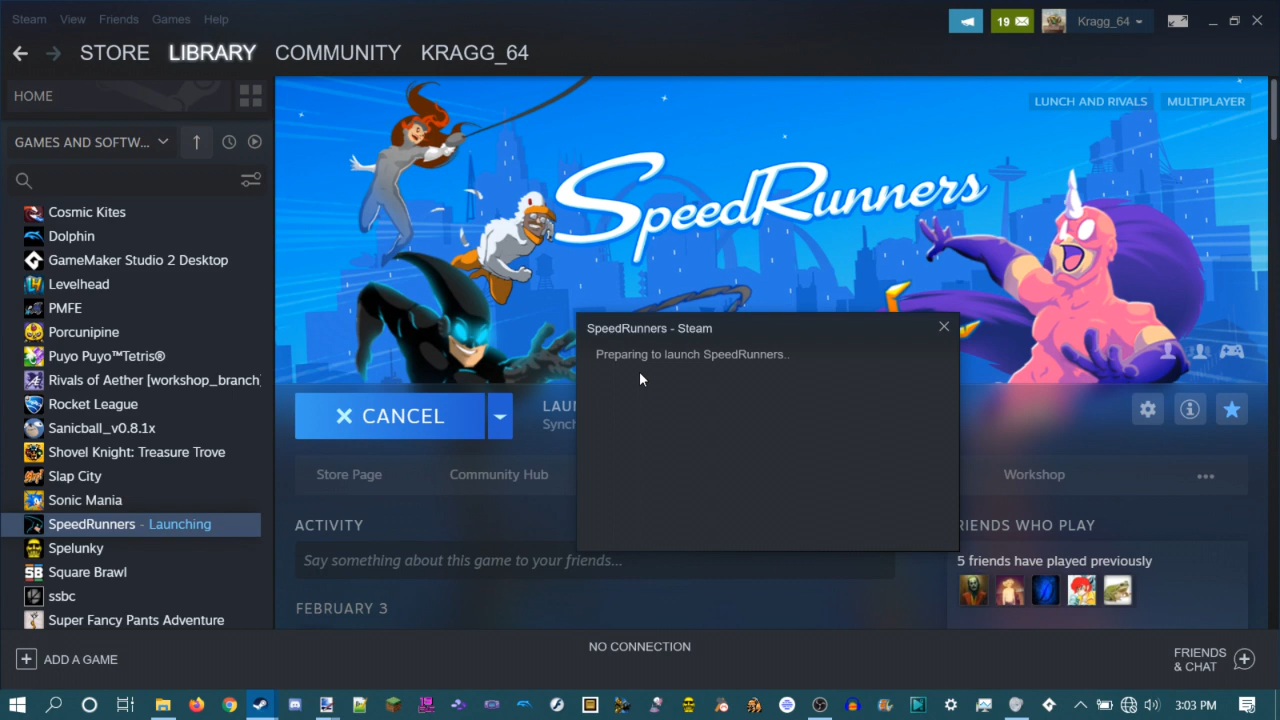 Steam View Friends Games Help
19
Kragg_64
STORE LIBRARY COMMUNITY KRAGG_64
HOME
GAMES AND SOFTW...
Cosmic Kites
Dolphin
GameMaker Studio 2 Desktop
Levelhead
PMFE
Porcunipine
Puyo Puyo™Tetris®
Rivals of Aether [workshop_branch]
Rocket League
Sanicball_v0.8.1x
Shovel Knight: Treasure Trove
Slap City
Sonic Mania
SpeedRunners - Launching
Spelunky
Square Brawl
ssbc
Super Fancy Pants Adventure
ADD A GAME
LUNCH AND RIVALS MULTIPLAYER
SpeedRunners
SpeedRunners - Steam
Preparing to launch SpeedRunners..
CANCEL
LAU
Sync
Store Page Community Hub Workshop
ACTIVITY
Say something about this game to your friends...
FEBRUARY 3
RIENDS WHO PLAY
5 friends have played previously
NO CONNECTION
FRIENDS
& CHAT
3:03 PM